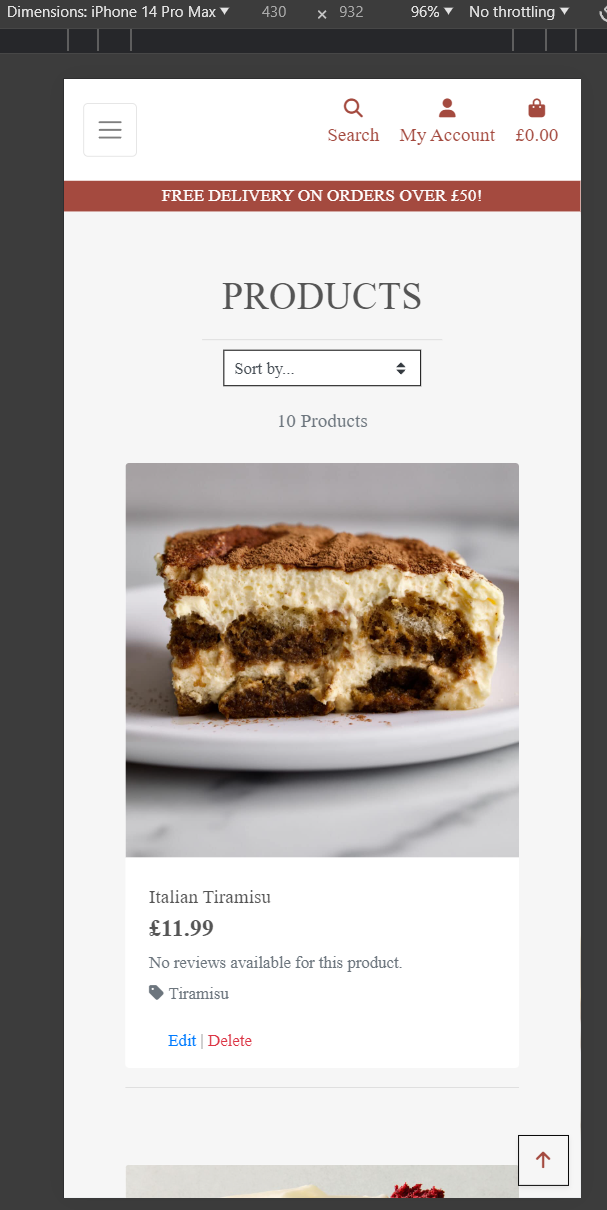 Dimensions: iPhone 14 Pro Max 430 × 932 96% No throttling
Search My Account £0.00
FREE DELIVERY ON ORDERS OVER £50!
PRODUCTS
Sort by...
10 Products
Italian Tiramisu
£11.99
No reviews available for this product.
Tiramisu
Edit | Delete